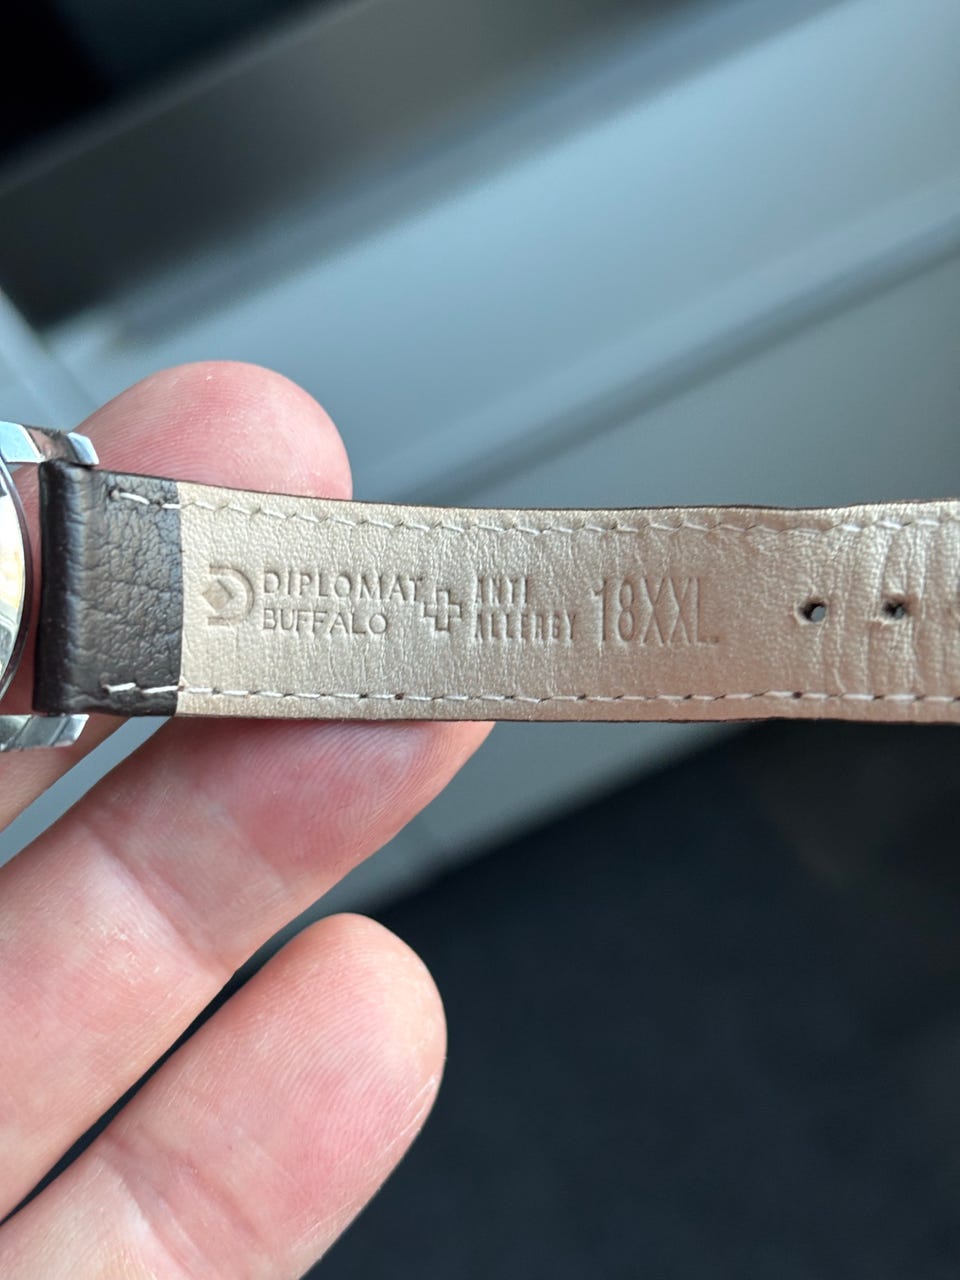 DIPLOMAT
BUFFALO
ANTI
ALLERGY
18XXL